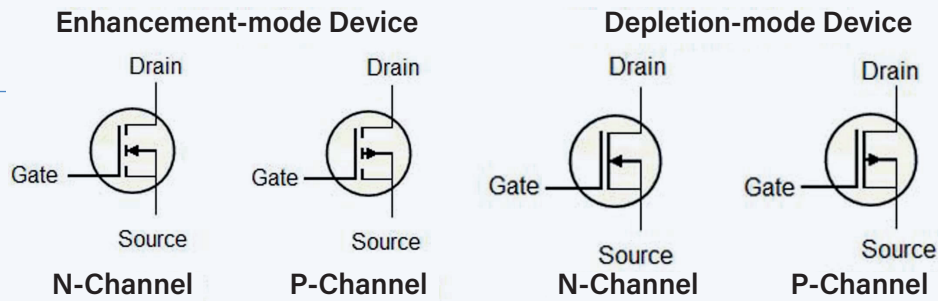 Enhancement-mode Device
Depletion-mode Device
Drain
Drain
Drain
Drain
Gate
Gate
Gate
Gate
Source
Source
Source
Source
N-Channel
P-Channel
N-Channel
P-Channel